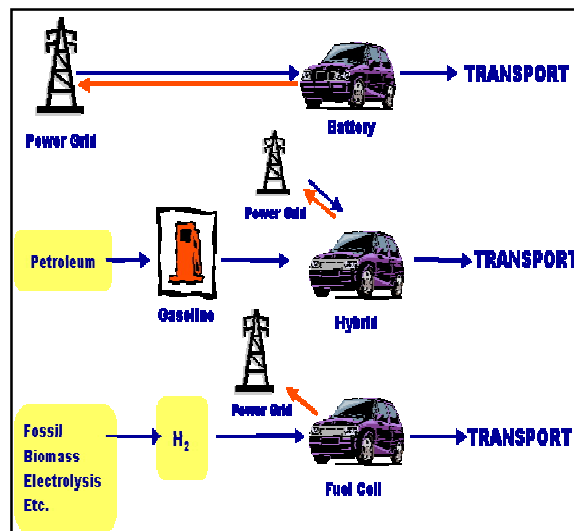 TRANSPORT
Battery
Power Grid
Power Grid
Petroleum
TRANSPORT
Gasoline
Hybrid
Power Grid
Fossil
Biomass
Electrolysis
Etc.
H₂
TRANSPORT
Fuel Cell